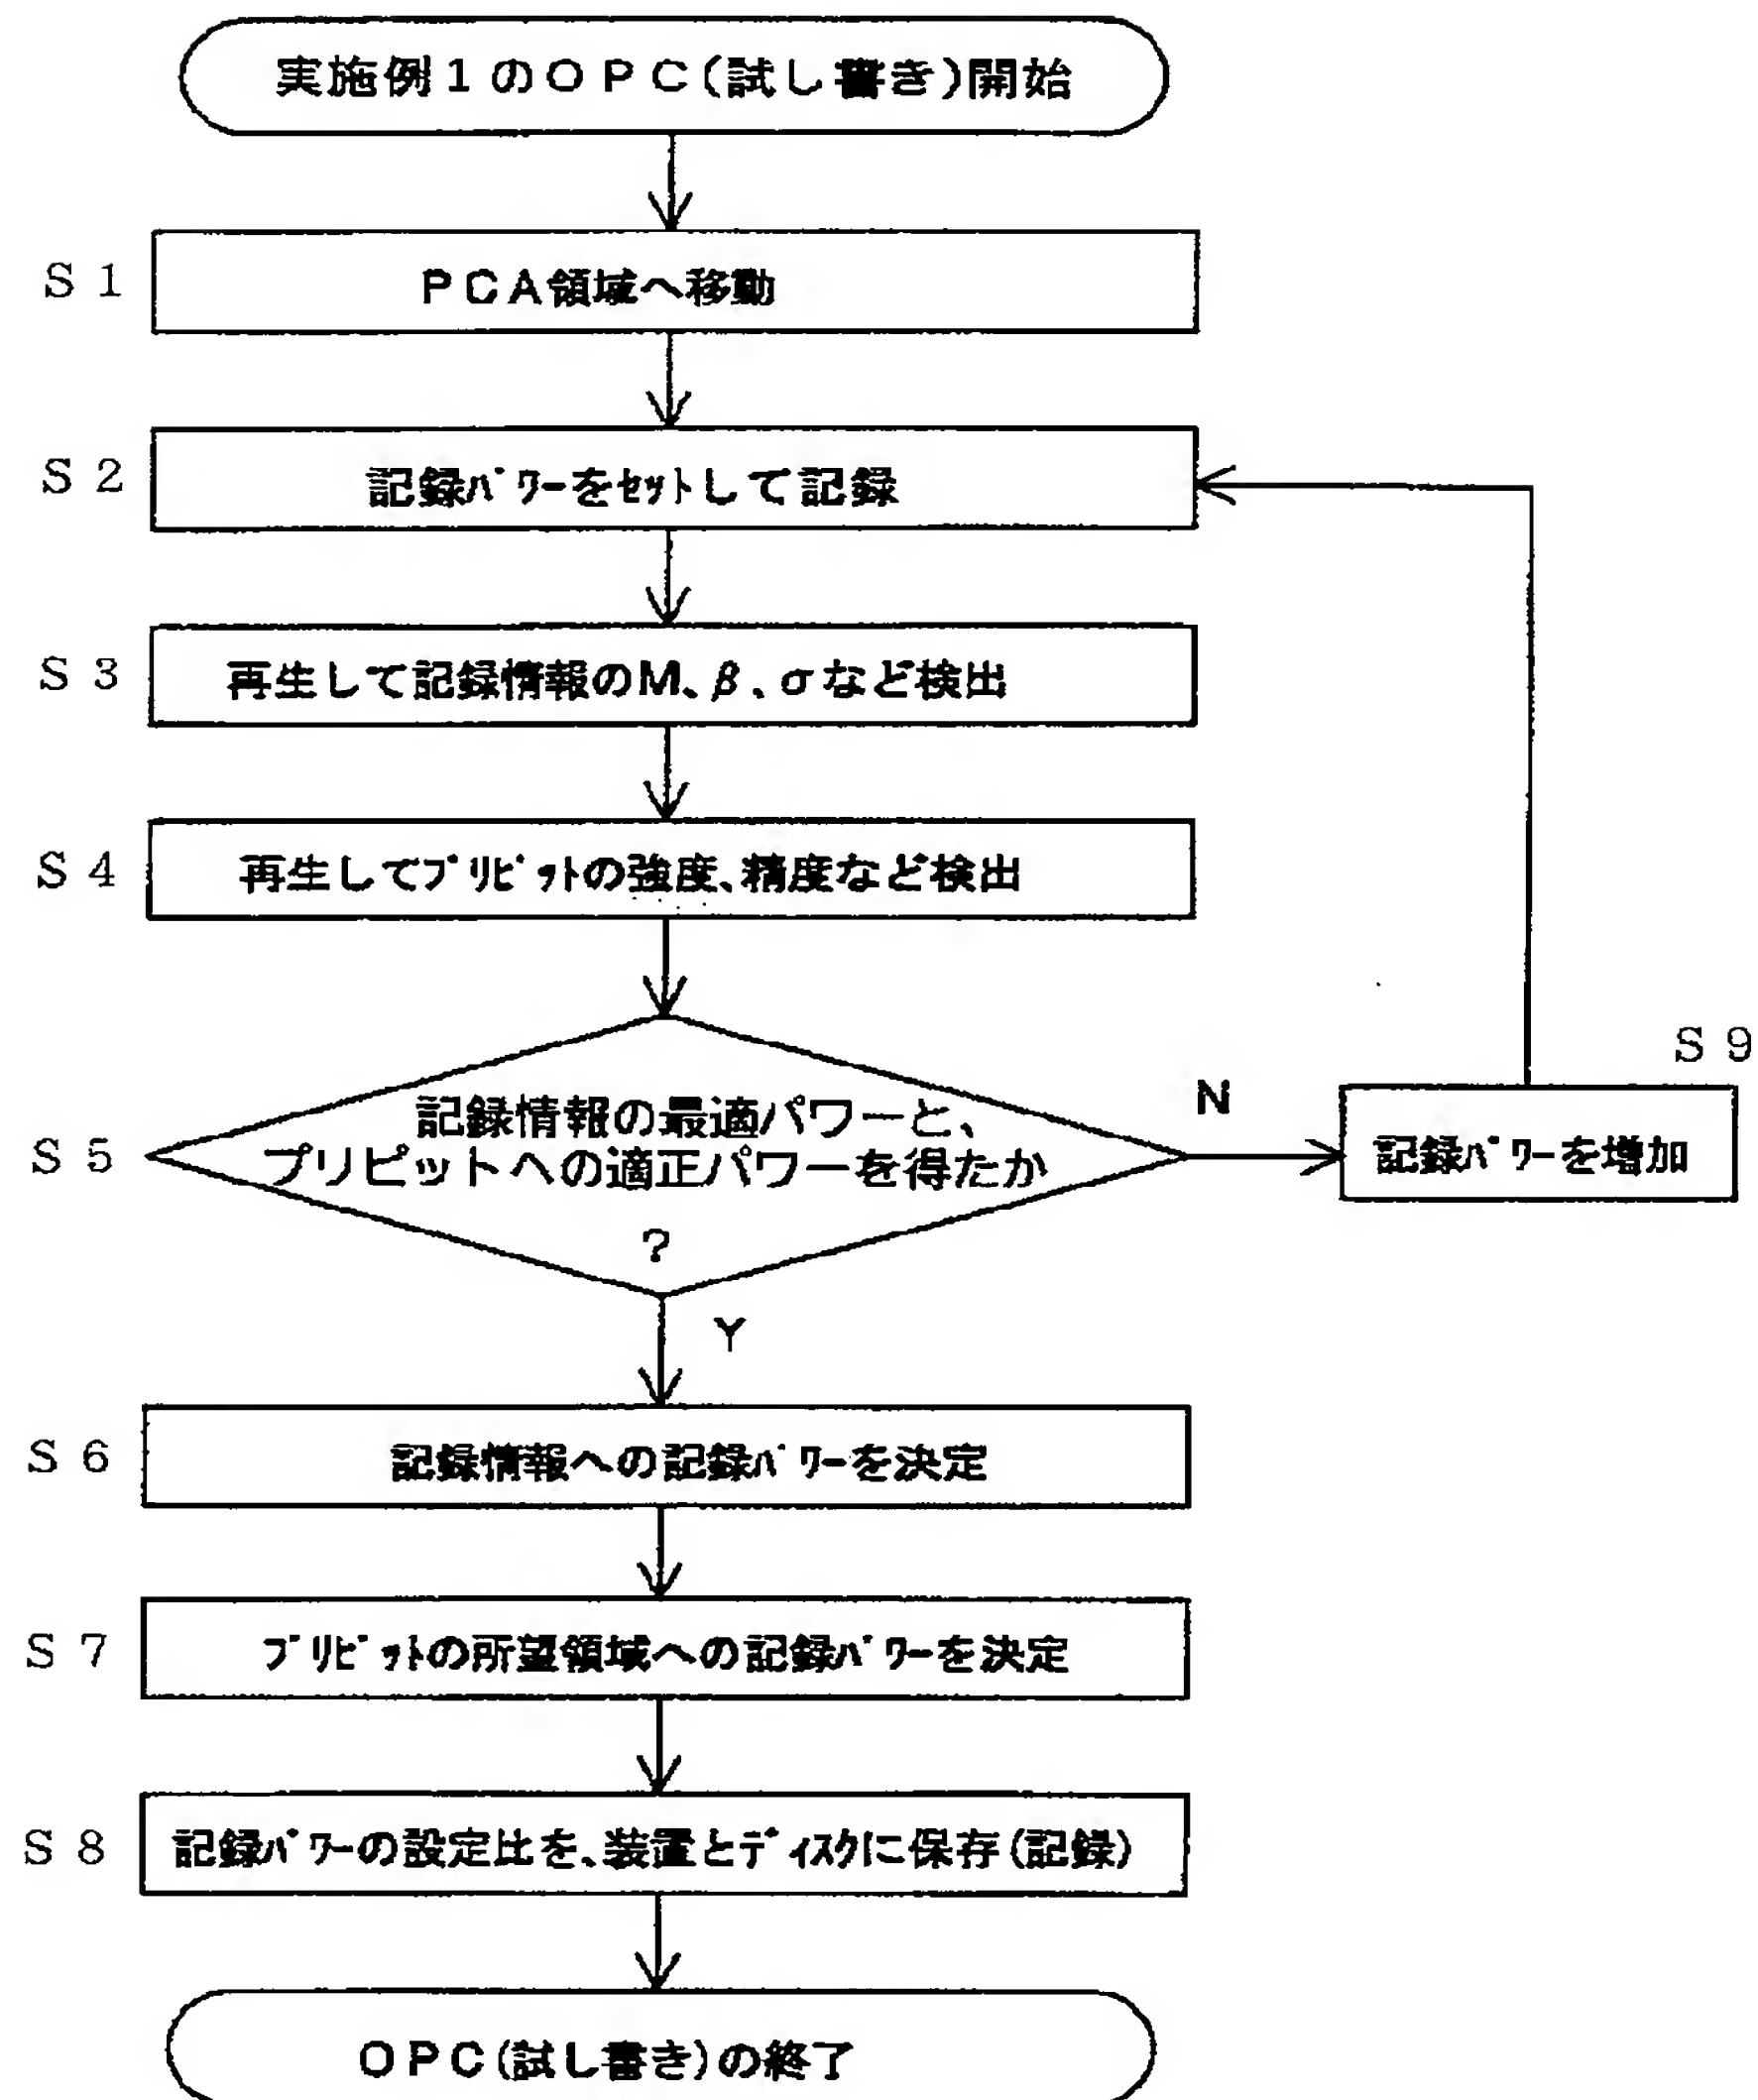 実施例1のOPC(試し書き)開始
S1
PCA領域へ移動
S2
記録ﾊﾟﾜｰをｾｯﾄして記録
S3
再生して記録情報のM、β、σなど検出
S4
再生してﾌﾟﾘﾋﾟｯﾄの強度、精度など検出
S5
記録情報の最適パワーと、
プリピットへの適正パワーを得たか
?
N
S9
記録ﾊﾟﾜｰを増加
Y
S6
記録情報への記録ﾊﾟﾜｰを決定
S7
ﾌﾟﾘﾋﾟｯﾄの所望領域への記録ﾊﾟﾜｰを決定
S8
記録ﾊﾟﾜｰの設定比を、装置とﾃﾞｨｽｸに保存(記録)
OPC(試し書き)の終了